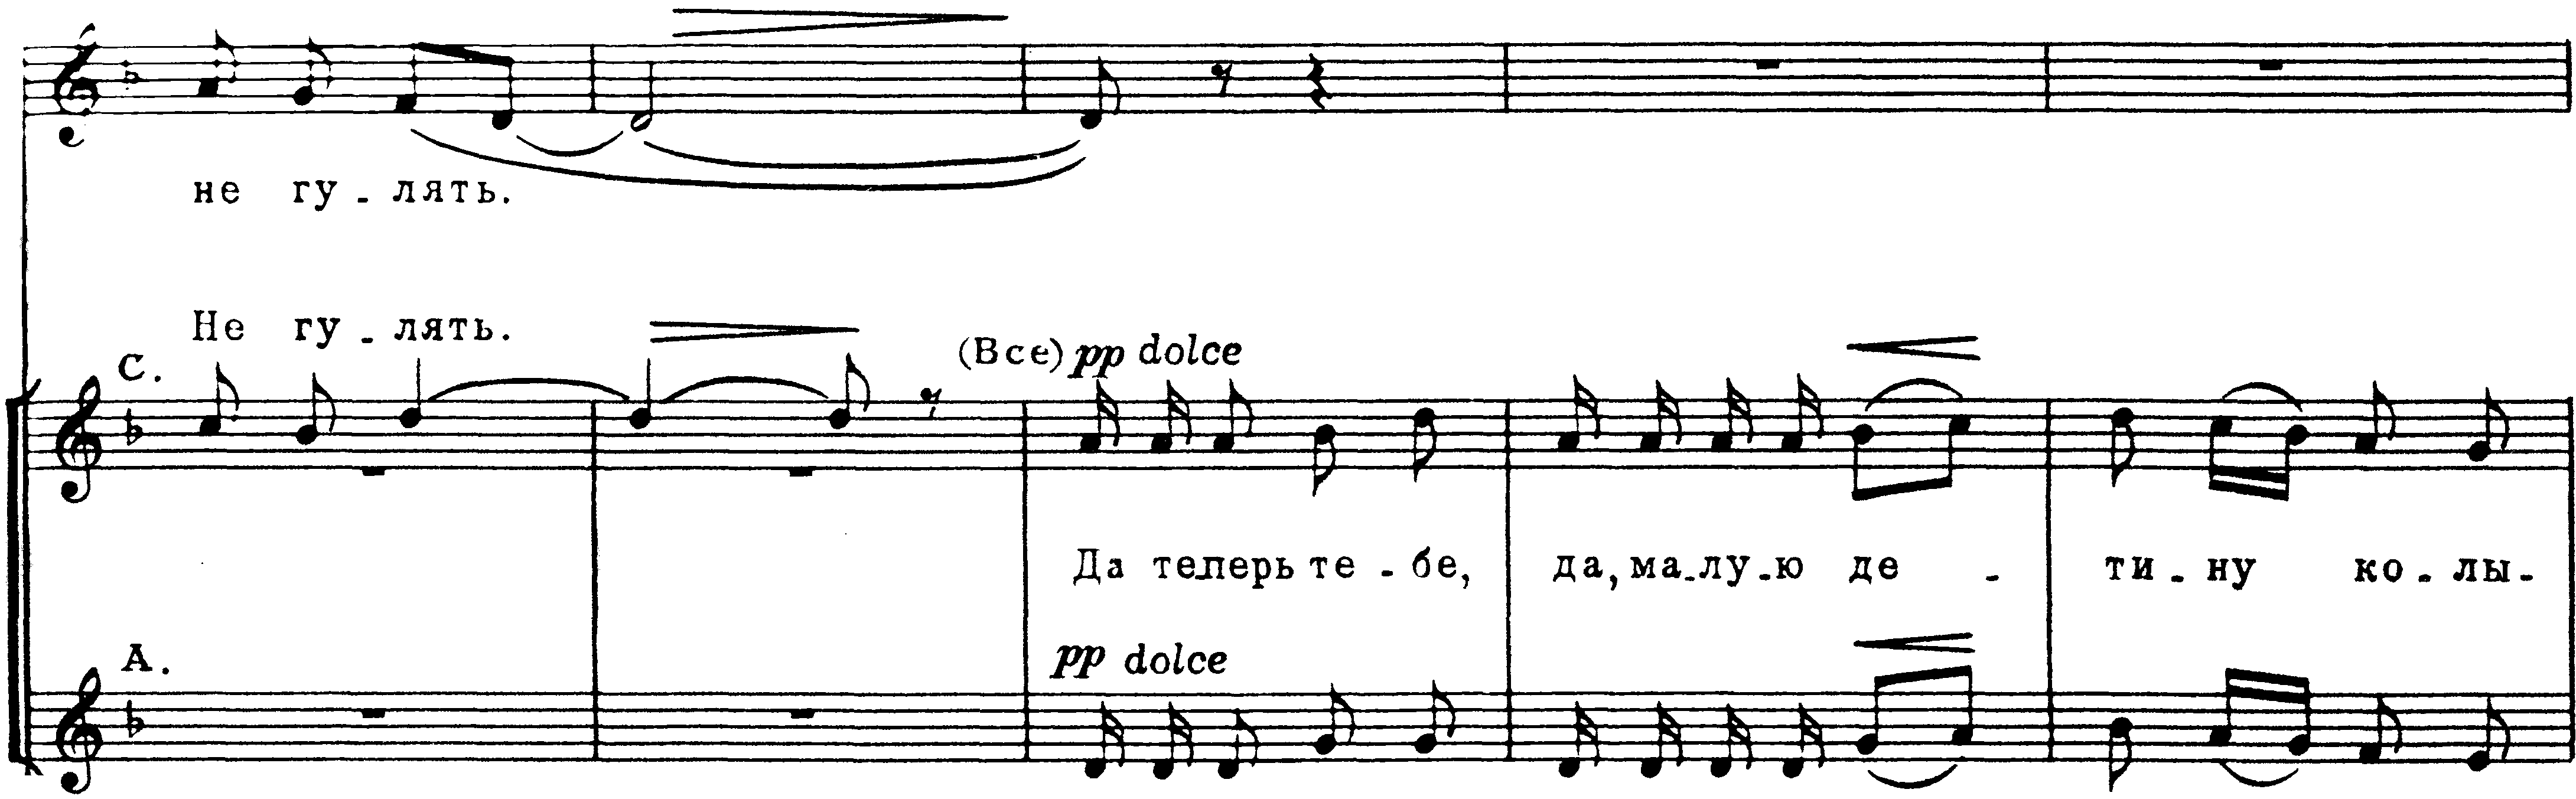 не гу - лять.
Не гу - лять.
С.
(Все) pp dolce
Да теперь те - бе, да, ма-лу-ю де - ти - ну ко - лы-
А.
pp dolce